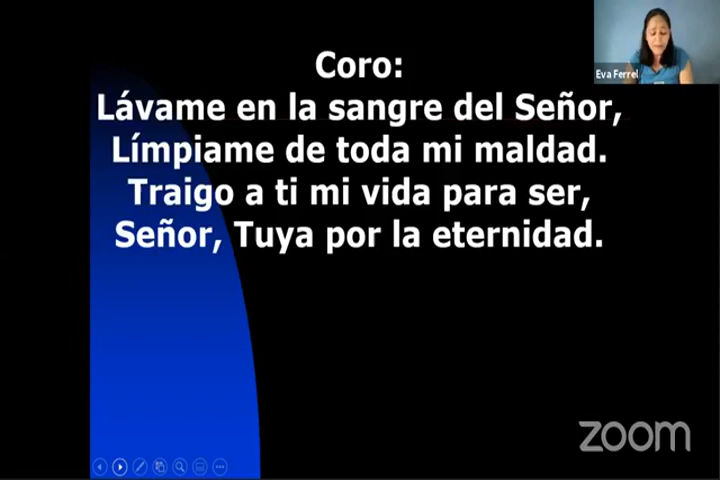 Coro:
Lávame en la sangre del Señor,
Límpiame de toda mi maldad.
Traigo a ti mi vida para ser,
Señor, Tuya por la eternidad.
Eva Ferrel
zoom